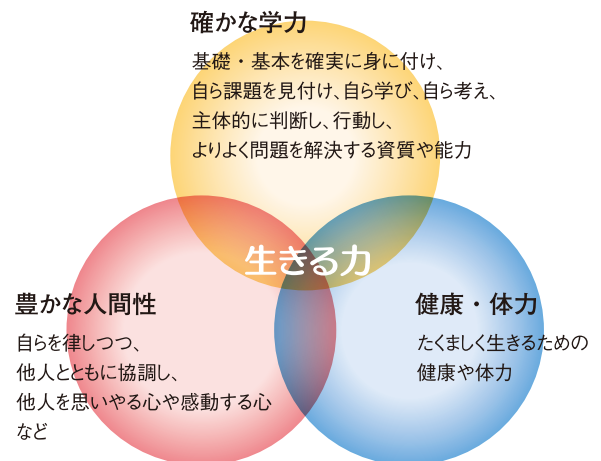 確かな学力
基礎・基本を確実に身に付け、
自ら課題を見付け、自ら学び、自ら考え、
主体的に判断し、行動し、
よりよく問題を解決する資質や能力
生きる力
豊かな人間性
自らを律しつつ、
他人とともに協調し、
他人を思いやる心や感動する心
など
健康・体力
たくましく生きるための
健康や体力